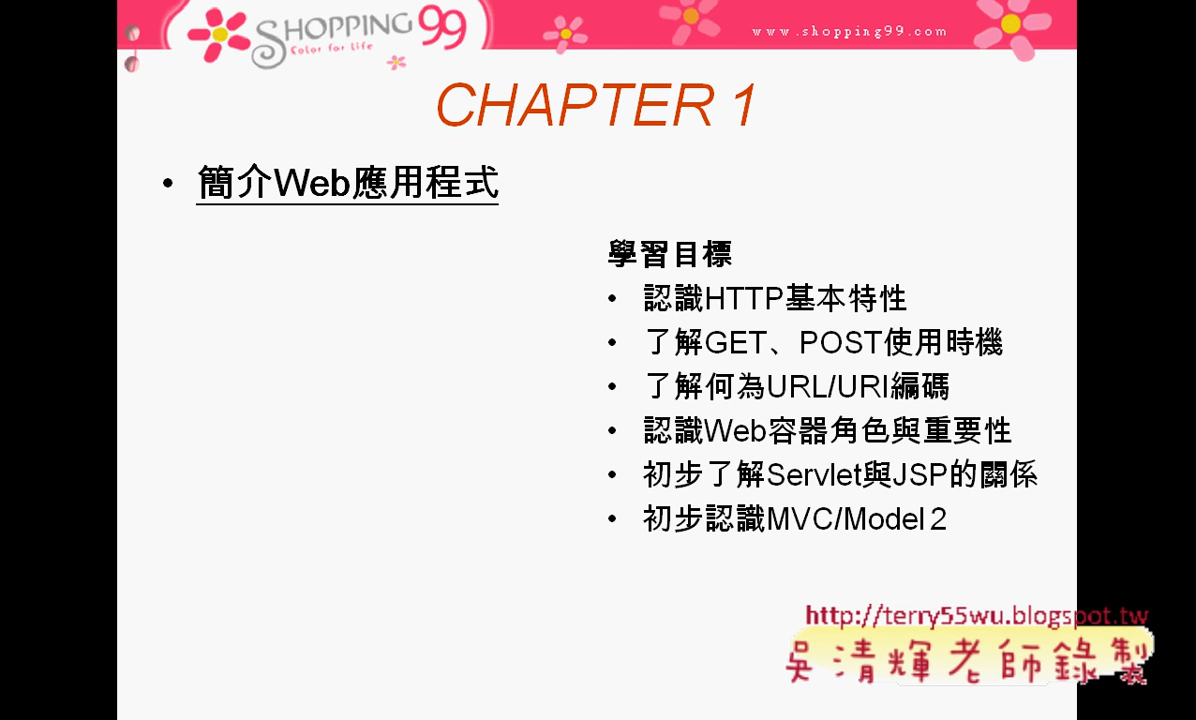 SHOPPING 99
Color for Life
www.shopping99.com
CHAPTER 1
• 簡介Web應用程式
學習目標
• 認識HTTP基本特性
• 了解GET、POST使用時機
• 了解何為URL/URI編碼
• 認識Web容器角色與重要性
• 初步了解Servlet與JSP的關係
• 初步認識MVC/Model 2
http://terry55wu.blogspot.tw
吳清輝老師錄製